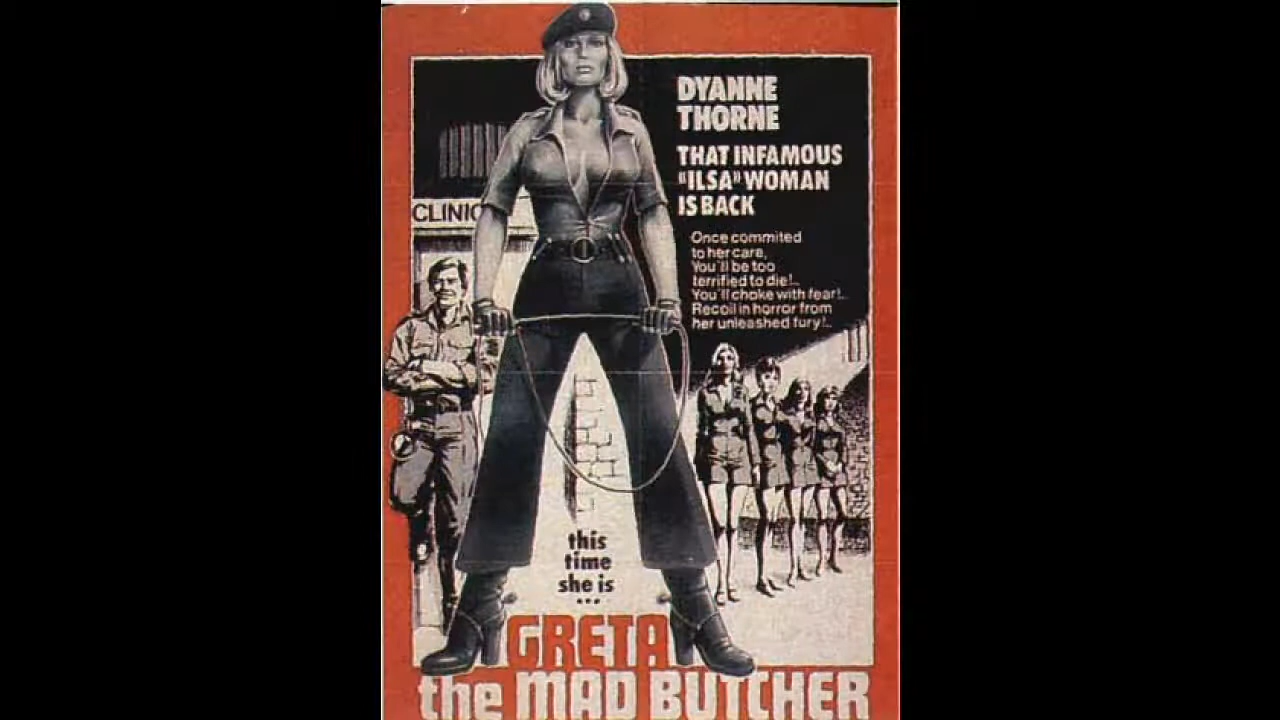 DYANNE
THORNE
THAT INFAMOUS
"ILSA" WOMAN
IS BACK
Once commited
to her care,
You'll be too
terrified to die!..
You'll choke with fear!..
Recoil in horror from
her unleashed fury!..
CLINIC
this
time
she is
...
GRETA
the MAD BUTCHER